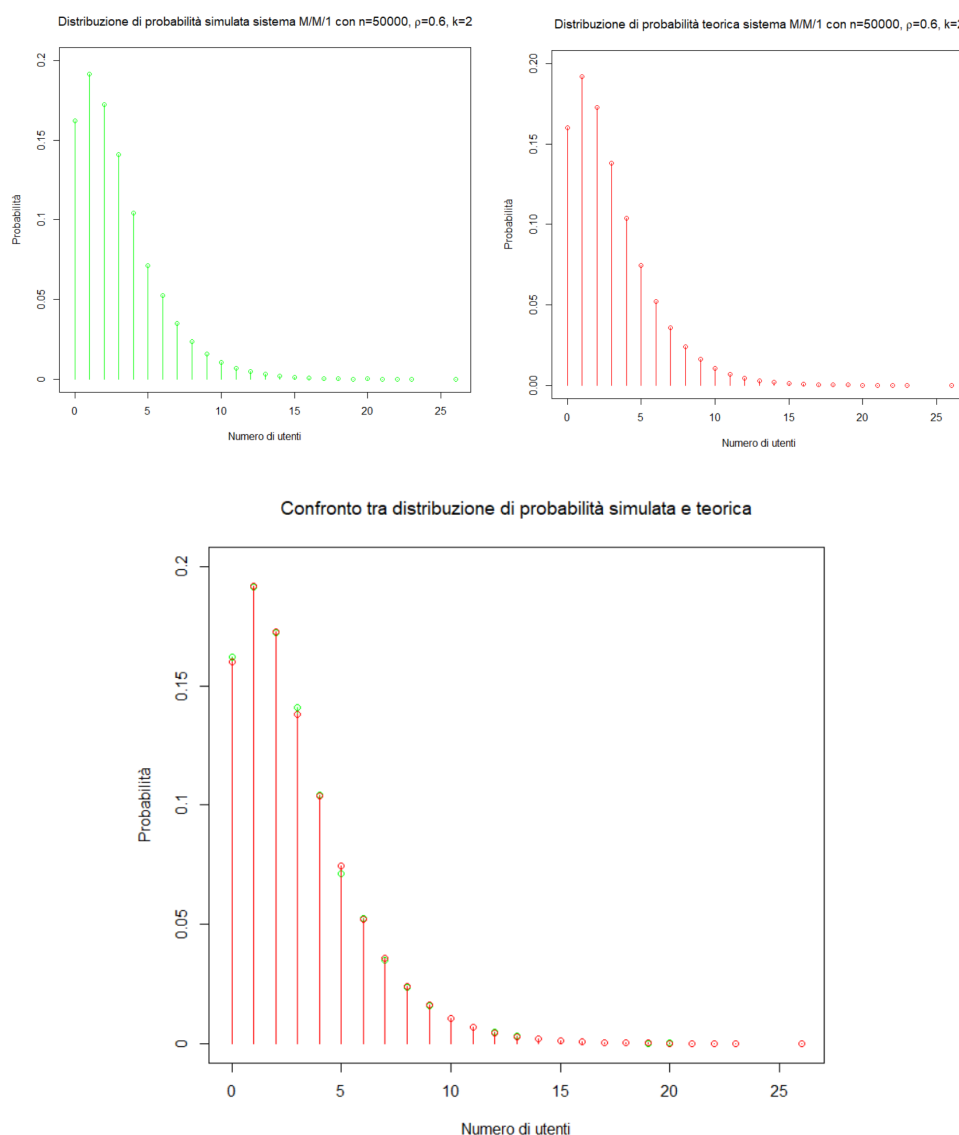 Distribuzione di probabilità simulata sistema M/M/1 con n=50000, ρ=0.6, k=2
0.2
0.15
0.1
0.05
0
Probabilità
0 5 10 15 20 25
Numero di utenti
Distribuzione di probabilità teorica sistema M/M/1 con n=50000, ρ=0.6, k=2
0.20
0.15
0.10
0.05
0.00
Probabilità
0 5 10 15 20 25
Numero di utenti
Confronto tra distribuzione di probabilità simulata e teorica
0.2
0.15
0.1
0.05
0
Probabilità
0 5 10 15 20 25
Numero di utenti